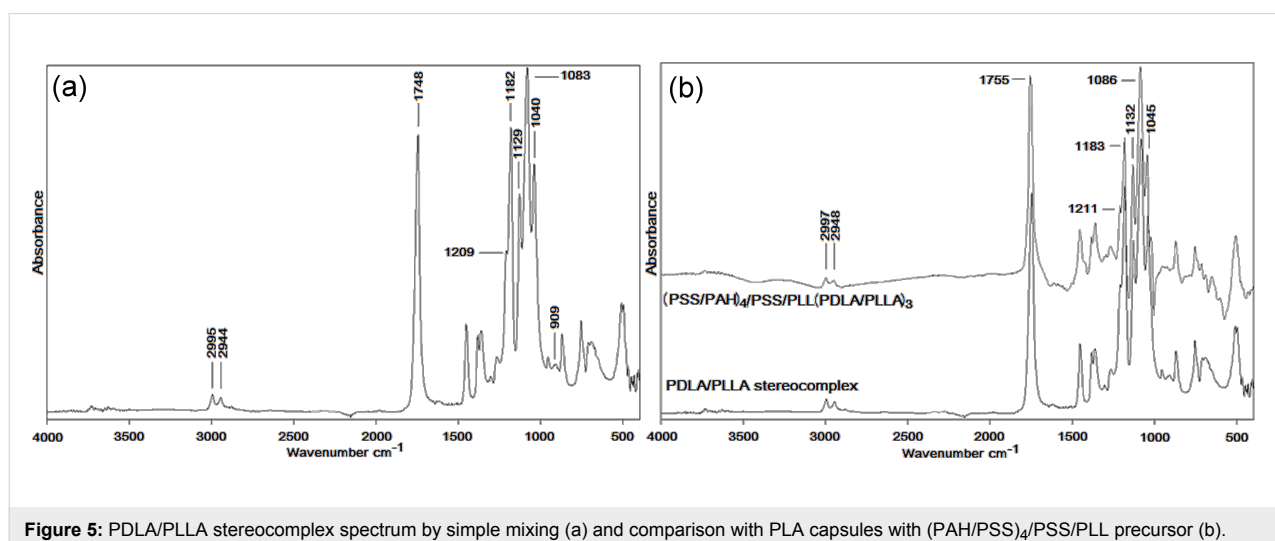 (a)
1748
1182
1083
1129
1040
1209
909
2995
2944
Absorbance
4000 3500 3000 2500 2000 1500 1000 500
Wavenumber cm⁻¹
(b)
1755
1086
1132
1045
1183
1211
2997
2948
(PSS/PAH)₄/PSS/PLL(PDLA/PLLA)₃
PDLA/PLLA stereocomplex
Absorbance
4000 3500 3000 2500 2000 1500 1000 500
Wavenumber cm⁻¹
Figure 5: PDLA/PLLA stereocomplex spectrum by simple mixing (a) and comparison with PLA capsules with (PAH/PSS)₄/PSS/PLL precursor (b).